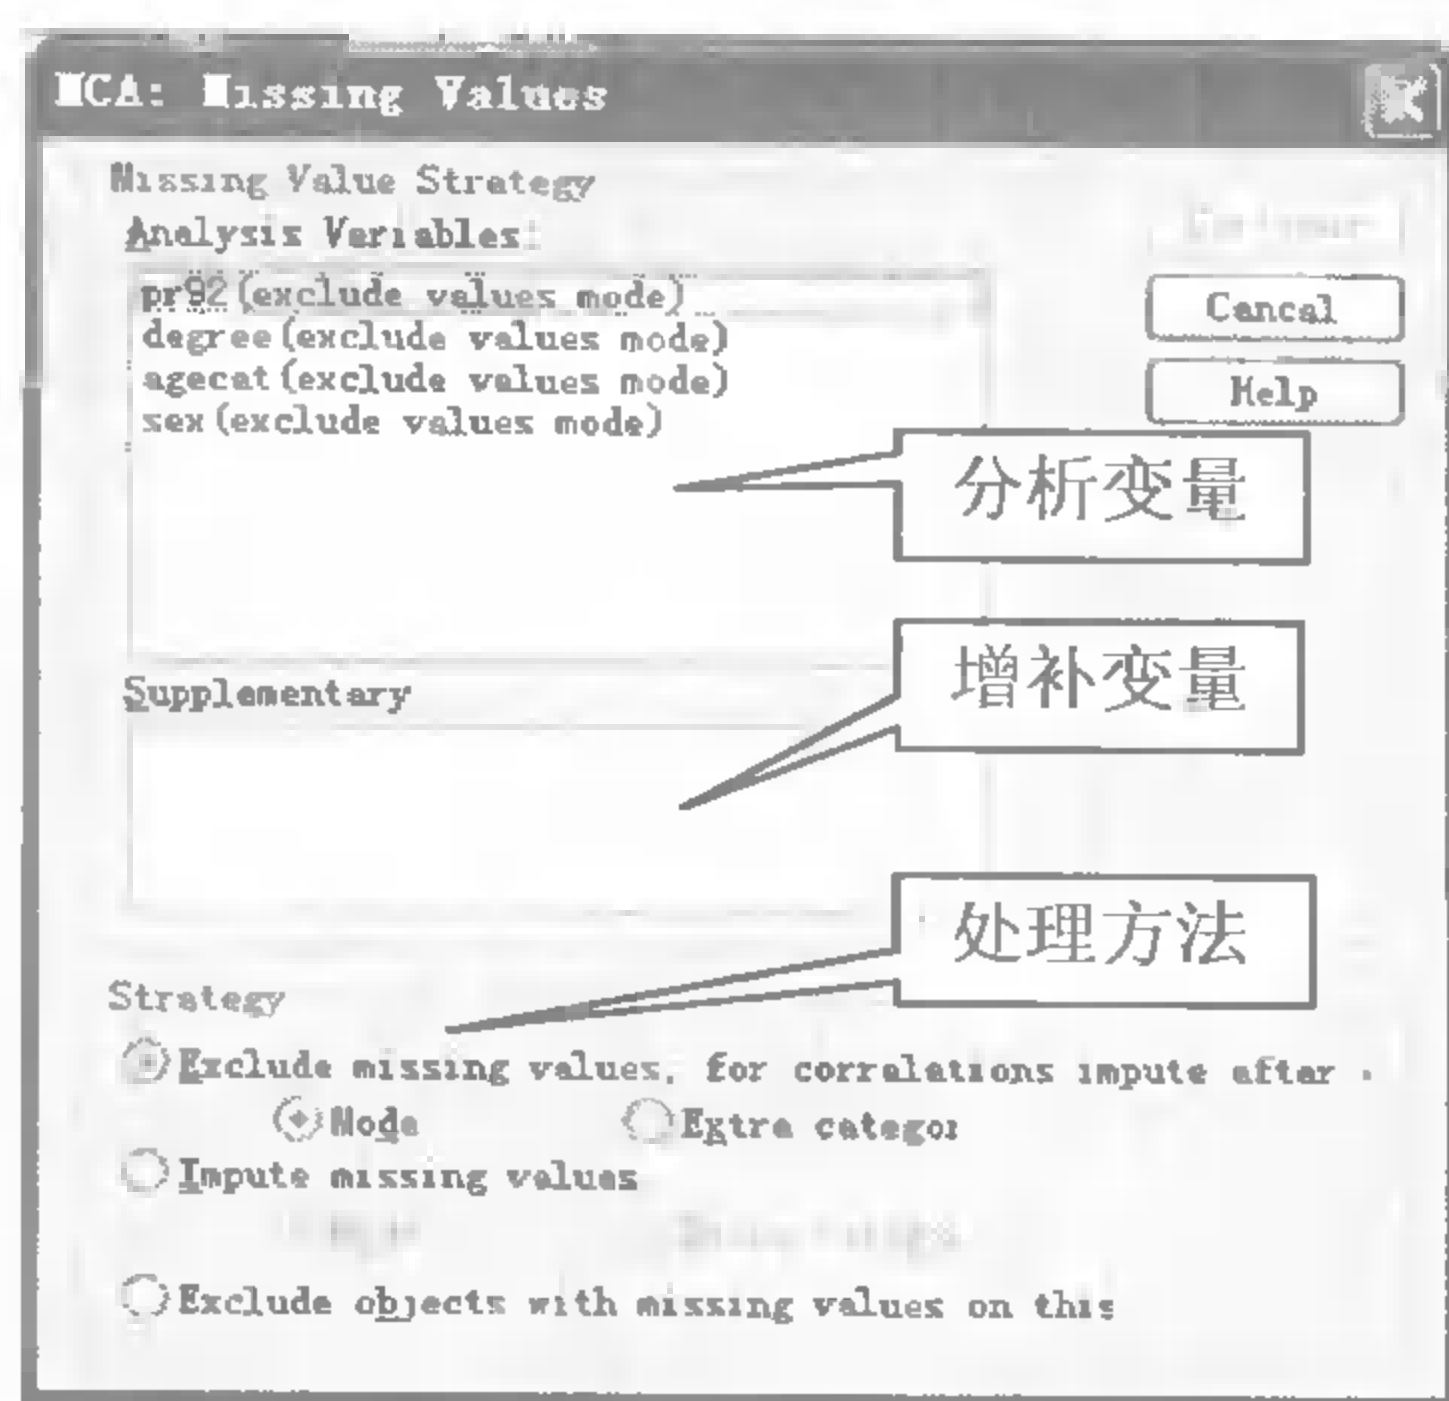 MCA: Missing Values
Missing Value Strategy
Analysis Variables:
pr92(exclude values mode)
degree(exclude values mode)
agecat(exclude values mode)
sex(exclude values mode)
Cancel
Help
分析变量
增补变量
Supplementary
处理方法
Strategy
Exclude missing values, for correlations impute after
Mode
Extra categor
Impute missing values
Exclude objects with missing values on this